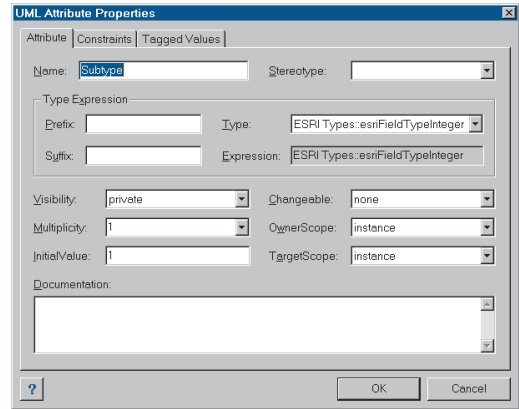 UML Attribute Properties
Attribute Constraints Tagged Values
Name: Subtype Stereotype:
Type Expression
Prefix: Type: ESRI Types::esriFieldTypeInteger
Suffix: Expression: ESRI Types::esriFieldTypeInteger
Visibility: private Changeable: none
Multiplicity: 1 OwnerScope: instance
InitialValue: 1 TargetScope: instance
Documentation:
? OK Cancel